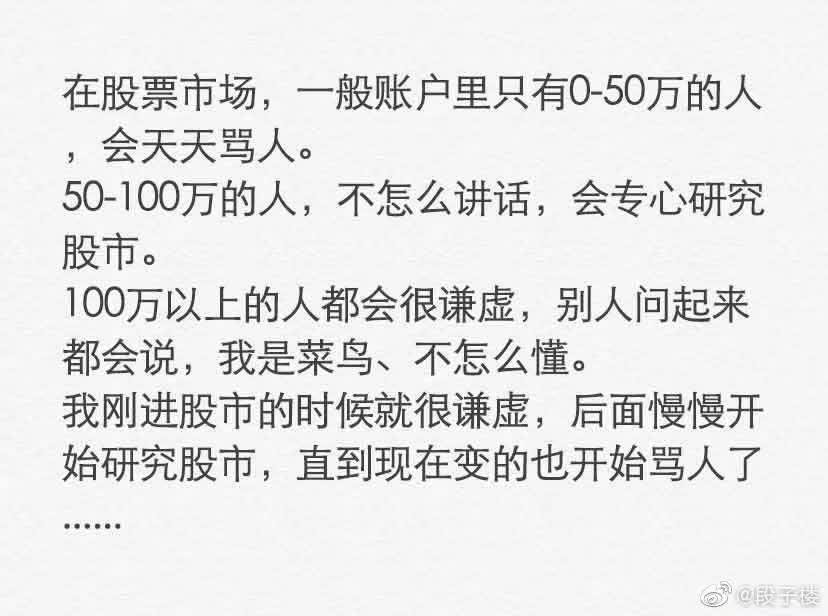 在股票市场，一般账户里只有0-50万的人
，会天天骂人。
50-100万的人，不怎么讲话，会专心研究
股市。
100万以上的人都会很谦虚，别人问起来
都会说，我是菜鸟、不怎么懂。
我刚进股市的时候就很谦虚，后面慢慢开
始研究股市，直到现在变的也开始骂人了
......
@段子楼